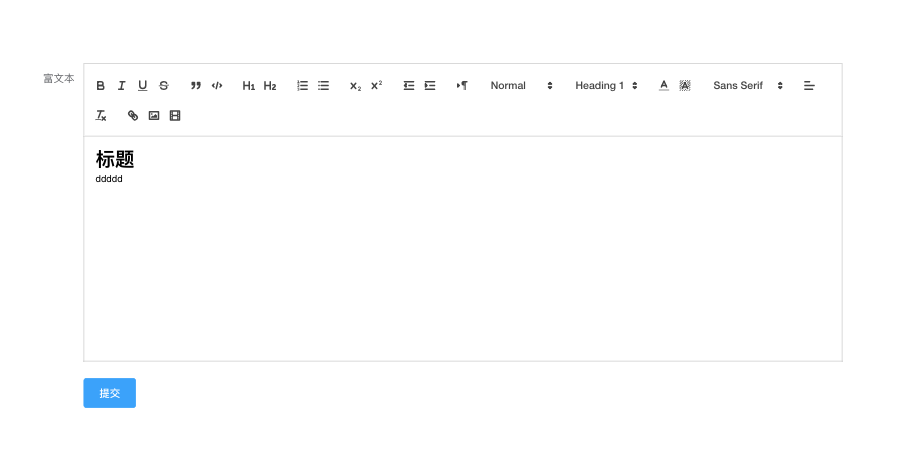 富文本
B I U S H1 H2 X2 X2 Normal Heading 1 A A Sans Serif
Tx
标题
ddddd
提交